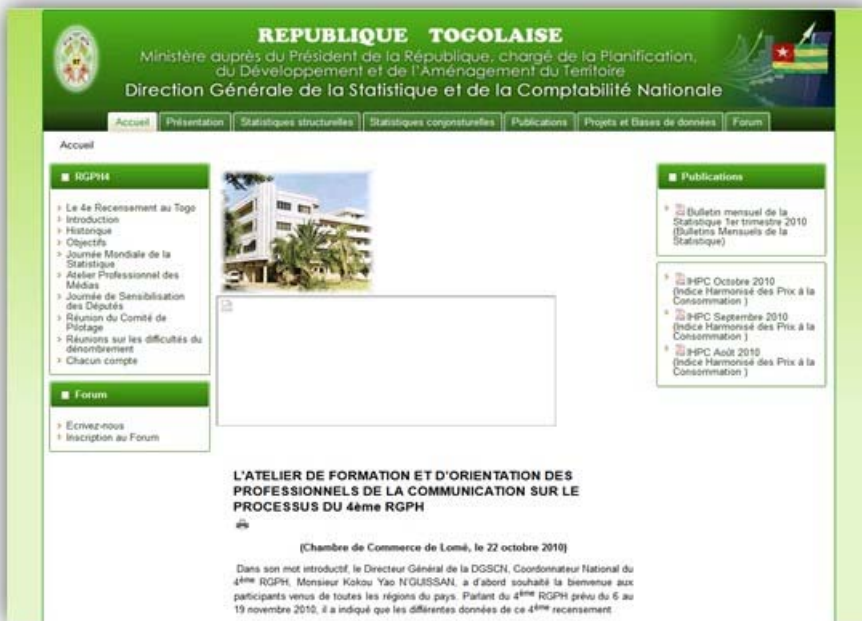 REPUBLIQUE TOGOLAISE
Ministère auprès du Président de la République, chargé de la Planification,
du Développement et de l'Aménagement du Territoire
Direction Générale de la Statistique et de la Comptabilité Nationale
Accueil Présentation Statistiques structurelles Statistiques conjonsturelles Publications Projets et Bases de données Forum
Accueil
RGPH4
Le 4e Recensement au Togo
Introduction
Historique
Objectifs
Journée Mondiale de la
Statistique
Atelier Professionnel des
Médias
Journée de Sensibilisation
des Députés
Réunion du Comité de
Pilotage
Réunions sur les difficultés du
dénombrement
Chacun compte
Forum
Ecrivez-nous
Inscription au Forum
L'ATELIER DE FORMATION ET D'ORIENTATION DES
PROFESSIONNELS DE LA COMMUNICATION SUR LE
PROCESSUS DU 4ème RGPH
(Chambre de Commerce de Lomé, le 22 octobre 2010)
Dans son mot introductif, le Directeur Général de la DGSCN, Coordonnateur National du
4ème RGPH, Monsieur Kokou Yao N'GUISSAN, a d'abord souhaité la bienvenue aux
participants venus de toutes les régions du pays. Parlant du 4ème RGPH prévu du 6 au
19 novembre 2010, il a indiqué que les différentes données de ce 4ème recensement
Publications
Bulletin mensuel de la
Statistique 1er trimestre 2010
(Bulletins Mensuels de la
Statistique)
IHPC Octobre 2010
(Indice Harmonisé des Prix à la
Consommation )
IHPC Septembre 2010
(Indice Harmonisé des Prix à la
Consommation )
IHPC Août 2010
(Indice Harmonisé des Prix à la
Consommation )